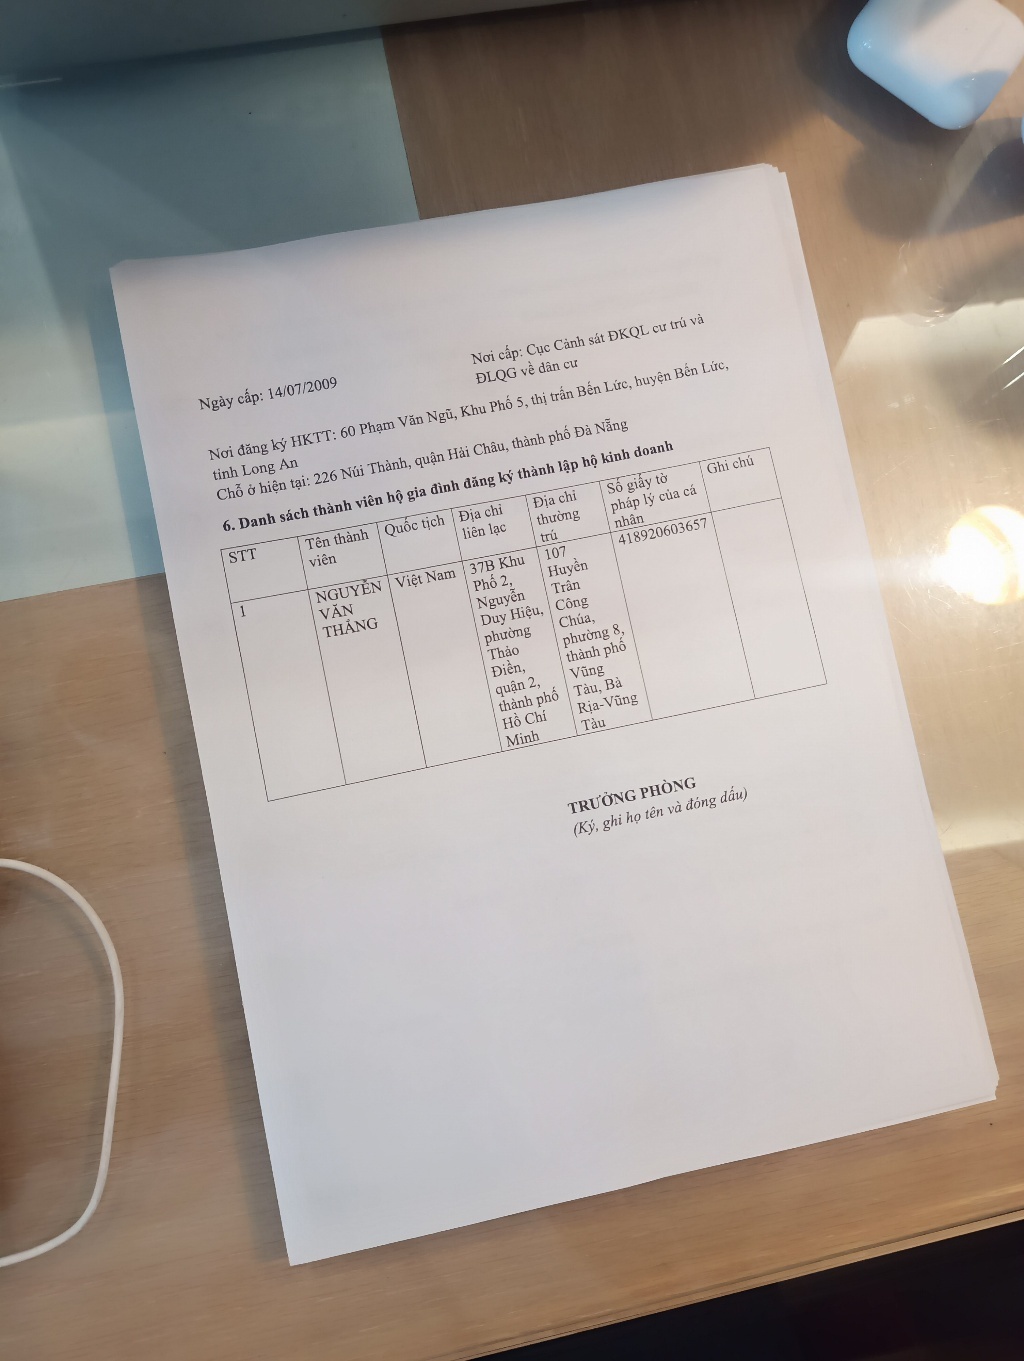 Ngày cấp: 14/07/2009
Nơi cấp: Cục Cảnh sát ĐKQL cư trú và
ĐLQG về dân cư
Nơi đăng ký HKTT: 60 Phạm Văn Ngũ, Khu Phố 5, thị trấn Bến Lức, huyện Bến Lức,
tỉnh Long An
Chỗ ở hiện tại: 226 Núi Thành, quận Hải Châu, thành phố Đà Nẵng
6. Danh sách thành viên hộ gia đình đăng ký thành lập hộ kinh doanh
STT
Tên thành
viên
Quốc tịch
Địa chỉ
liên lạc
Địa chỉ
thường
trú
Số giấy tờ
pháp lý của cá
nhân
Ghi chú
1
NGUYỄN
VĂN
THẮNG
Việt Nam
37B Khu
Phố 2,
Nguyễn
Duy Hiệu,
phường
Thảo
Điền,
quận 2,
thành phố
Hồ Chí
Minh
107
Huyền
Trân
Công
Chúa,
phường 8,
thành phố
Vũng
Tàu, Bà
Rịa-Vũng
Tàu
418920603657
TRƯỞNG PHÒNG
(Ký, ghi họ tên và đóng dấu)